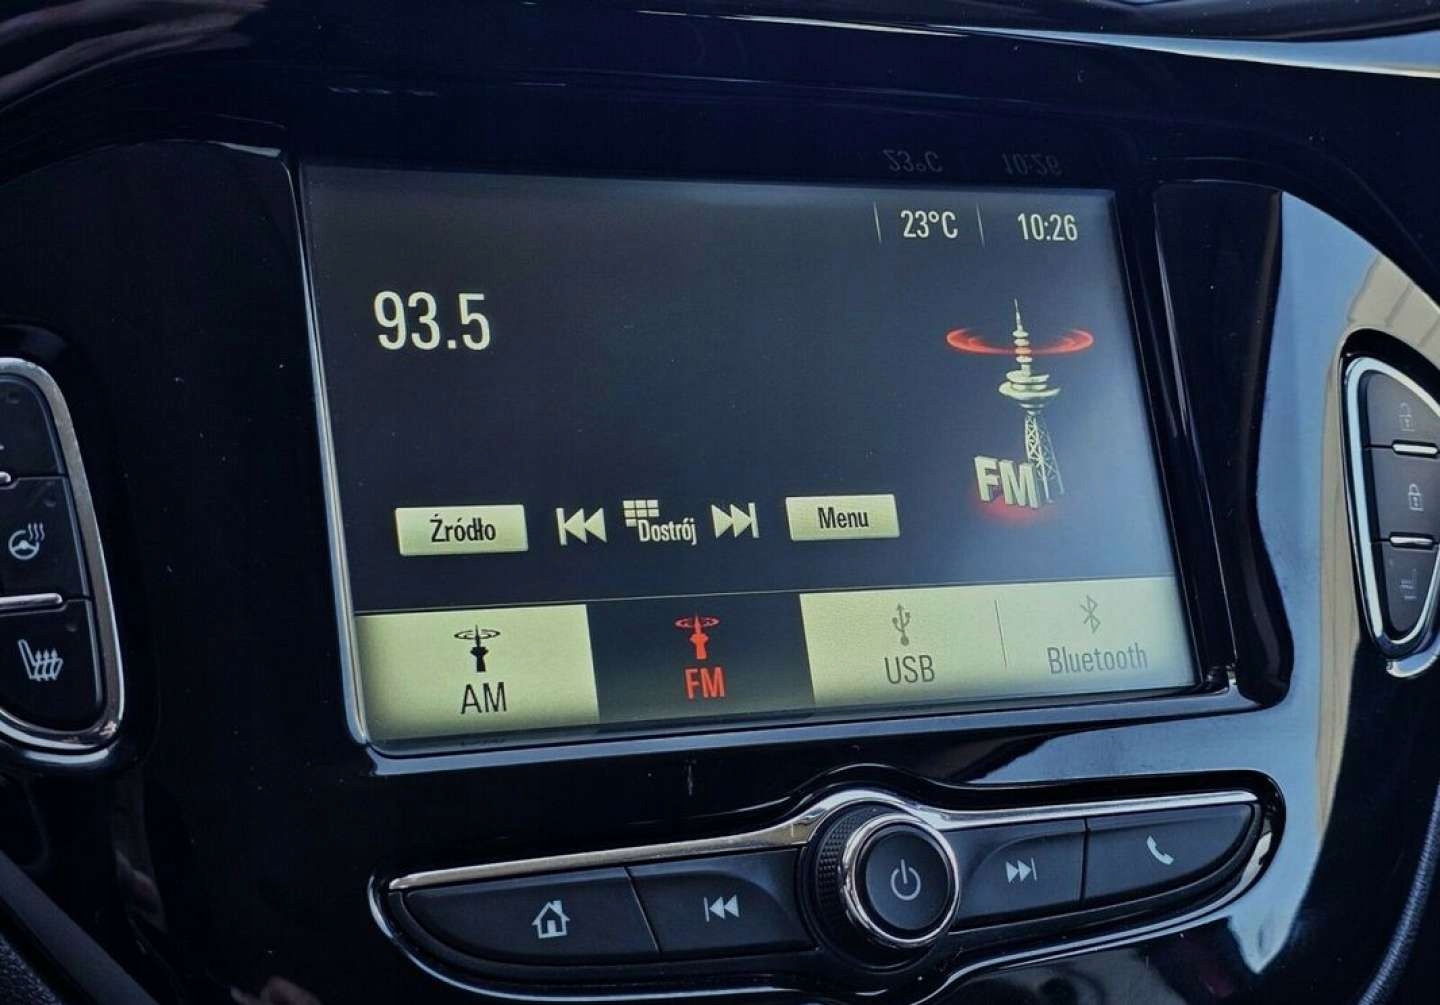 23°C 10:26
93.5
FM
Źródło Dostrój Menu
AM FM USB Bluetooth